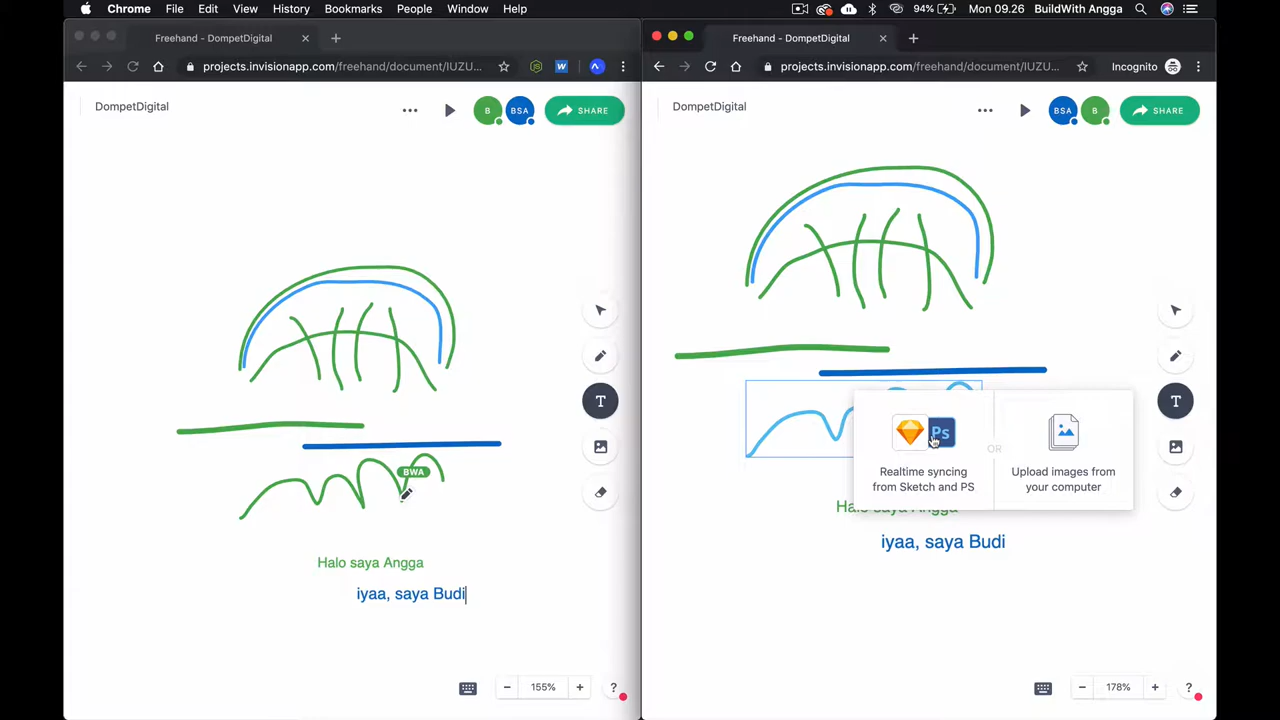 Chrome File Edit View History Bookmarks People Window Help 94% Mon 09.26 BuildWith Angga
Freehand - DompetDigital
projects.invisionapp.com/freehand/document/IUZU...
DompetDigital
B
BSA
SHARE
BWA
T
Halo saya Angga
iyaa, saya Budi
155%
?
Freehand - DompetDigital
projects.invisionapp.com/freehand/document/IUZU...
Incognito
DompetDigital
BSA
B
SHARE
T
Ps
Realtime syncing
from Sketch and PS
OR
Upload images from
your computer
Halo saya Angga
iyaa, saya Budi
178%
?